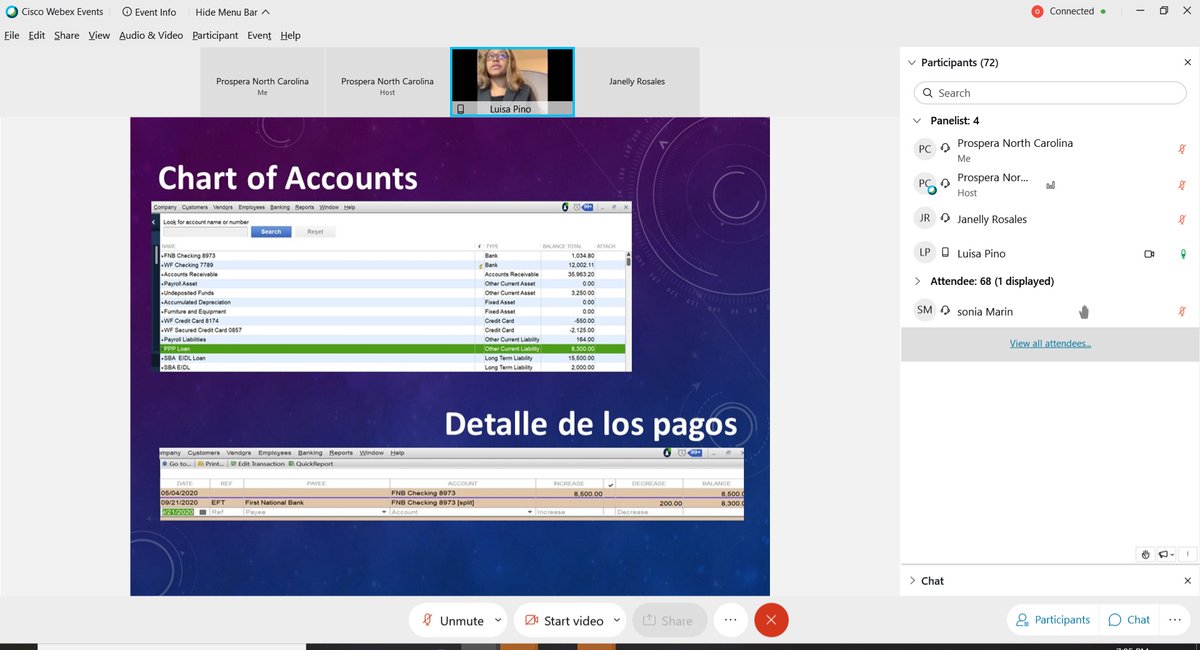 Cisco Webex Events Event Info Hide Menu Bar Connected
File Edit Share View Audio & Video Participant Event Help
Prospera North Carolina
Me
Prospera North Carolina
Host
Luisa Pino
Janelly Rosales
Chart of Accounts
Company Customers Vendors Employees Banking Reports Window Help 99+
Look for account name or number
Search Reset
NAME TYPE BALANCE TOTAL ATTACH
FNB Checking 8973 Bank 1,034.80
WF Checking 7789 Bank 12,002.11
Accounts Receivable Accounts Receivable 35,963.20
Payroll Asset Other Current Asset 0.00
Undeposited Funds Other Current Asset 3,250.00
Accumulated Depreciation Fixed Asset 0.00
Furniture and Equipment Fixed Asset 0.00
WF Credit Card 8174 Credit Card -550.00
WF Secured Credit Card 0857 Credit Card -2,125.00
Payroll Liabilities Other Current Liability 164.00
PPP Loan Other Current Liability 8,300.00
SBA EIDL Loan Long Term Liability 15,500.00
SBA EIDL Long Term Liability 2,000.00
Detalle de los pagos
mpany Customers Vendors Employees Banking Reports Window Help 99+
Go to... Print... Edit Transaction QuickReport
DATE REF PAYEE ACCOUNT INCREASE DECREASE BALANCE
05/04/2020 FNB Checking 8973 8,500.00 8,500.0
09/21/2020 EFT First National Bank FNB Checking 8973 [split] 200.00 8,300.0
9/21/2020 Ref Payee Account Increase Decrease
Participants (72)
Search
Panelist: 4
PC Prospera North Carolina
Me
PC Prospera Nor...
Host
JR Janelly Rosales
LP Luisa Pino
Attendee: 68 (1 displayed)
SM sonia Marin
View all attendees...
Chat
Unmute Start video Share
Participants Chat